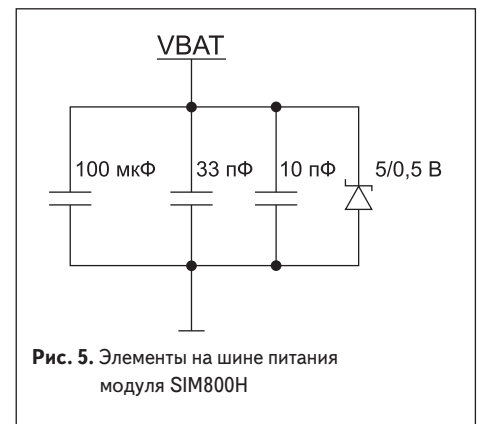 VBAT
100 мкФ 33 пФ 10 пФ 5/0,5 В
Рис. 5. Элементы на шине питания
модуля SIM800H